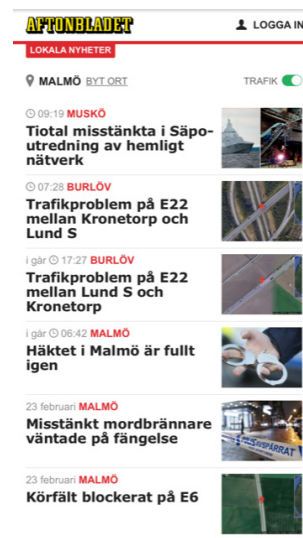 AFTONBLADET
LOGGA IN
LOKALA NYHETER
MALMÖ BYT ORT
TRAFIK
09:19 MUSKÖ
Tiotal misstänkta i Säpo-
utredning av hemligt
nätverk
07:28 BURLÖV
Trafikproblem på E22
mellan Kronetorp och
Lund S
i går 17:27 BURLÖV
Trafikproblem på E22
mellan Lund S och
Kronetorp
i går 06:42 MALMÖ
Häktet i Malmö är fullt
igen
23 februari MALMÖ
Misstänkt mordbrännare
väntade på fängelse
AVSPÄRRAT
23 februari MALMÖ
Körfält blockerat på E6